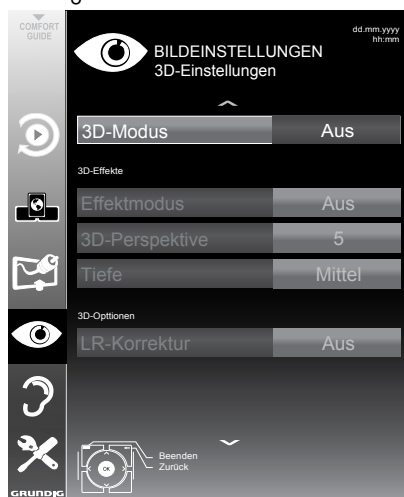 COMFORT
GUIDE
dd.mm.yyyy
hh:mm
BILDEINSTELLUNGEN
3D-Einstellungen
3D-Modus Aus
3D-Effekte
Effektmodus Aus
3D-Perspektive 5
Tiefe Mittel
3D-Opttionen
LR-Korrektur Aus
OK
Beenden
Zurück
GRUNDIG